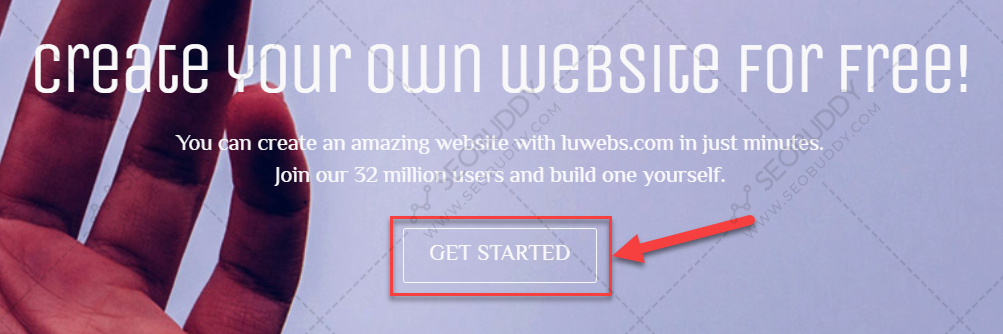 create your own website for free!
You can create an amazing website with luwebs.com in just minutes.
Join our 32 million users and build one yourself.
GET STARTED
SEOBUDDY
WWW.SEOBUDDY.COM
SEOBUDDY
WWW.SEOBUDDY.COM